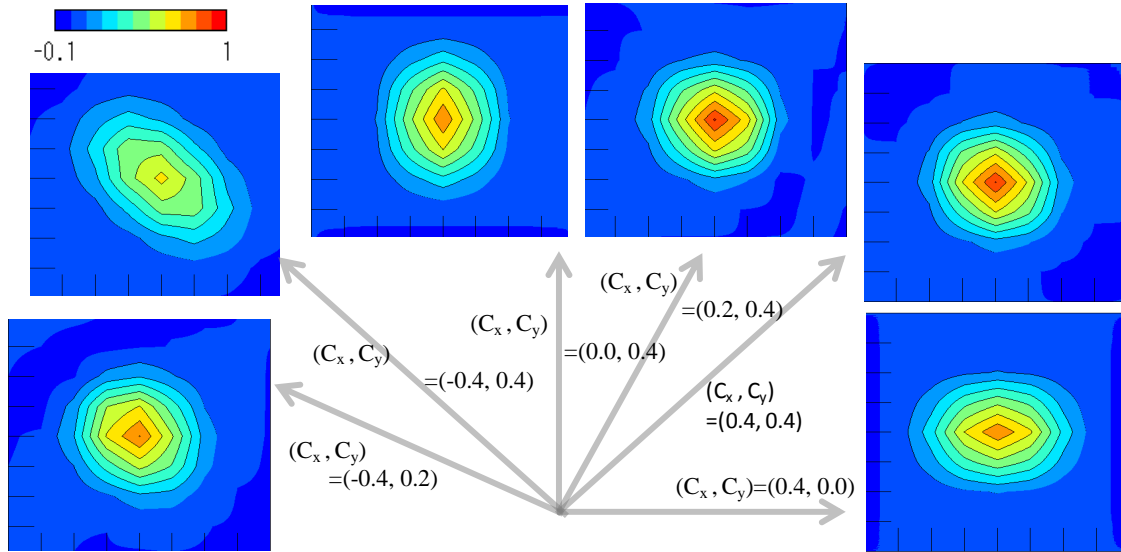 -0.1 1
(Cx , Cy)
=(-0.4, 0.2)
(Cx , Cy)
=(-0.4, 0.4)
(Cx , Cy)
=(0.0, 0.4)
(Cx , Cy)
=(0.2, 0.4)
(Cx , Cy)
=(0.4, 0.4)
(Cx , Cy)=(0.4, 0.0)